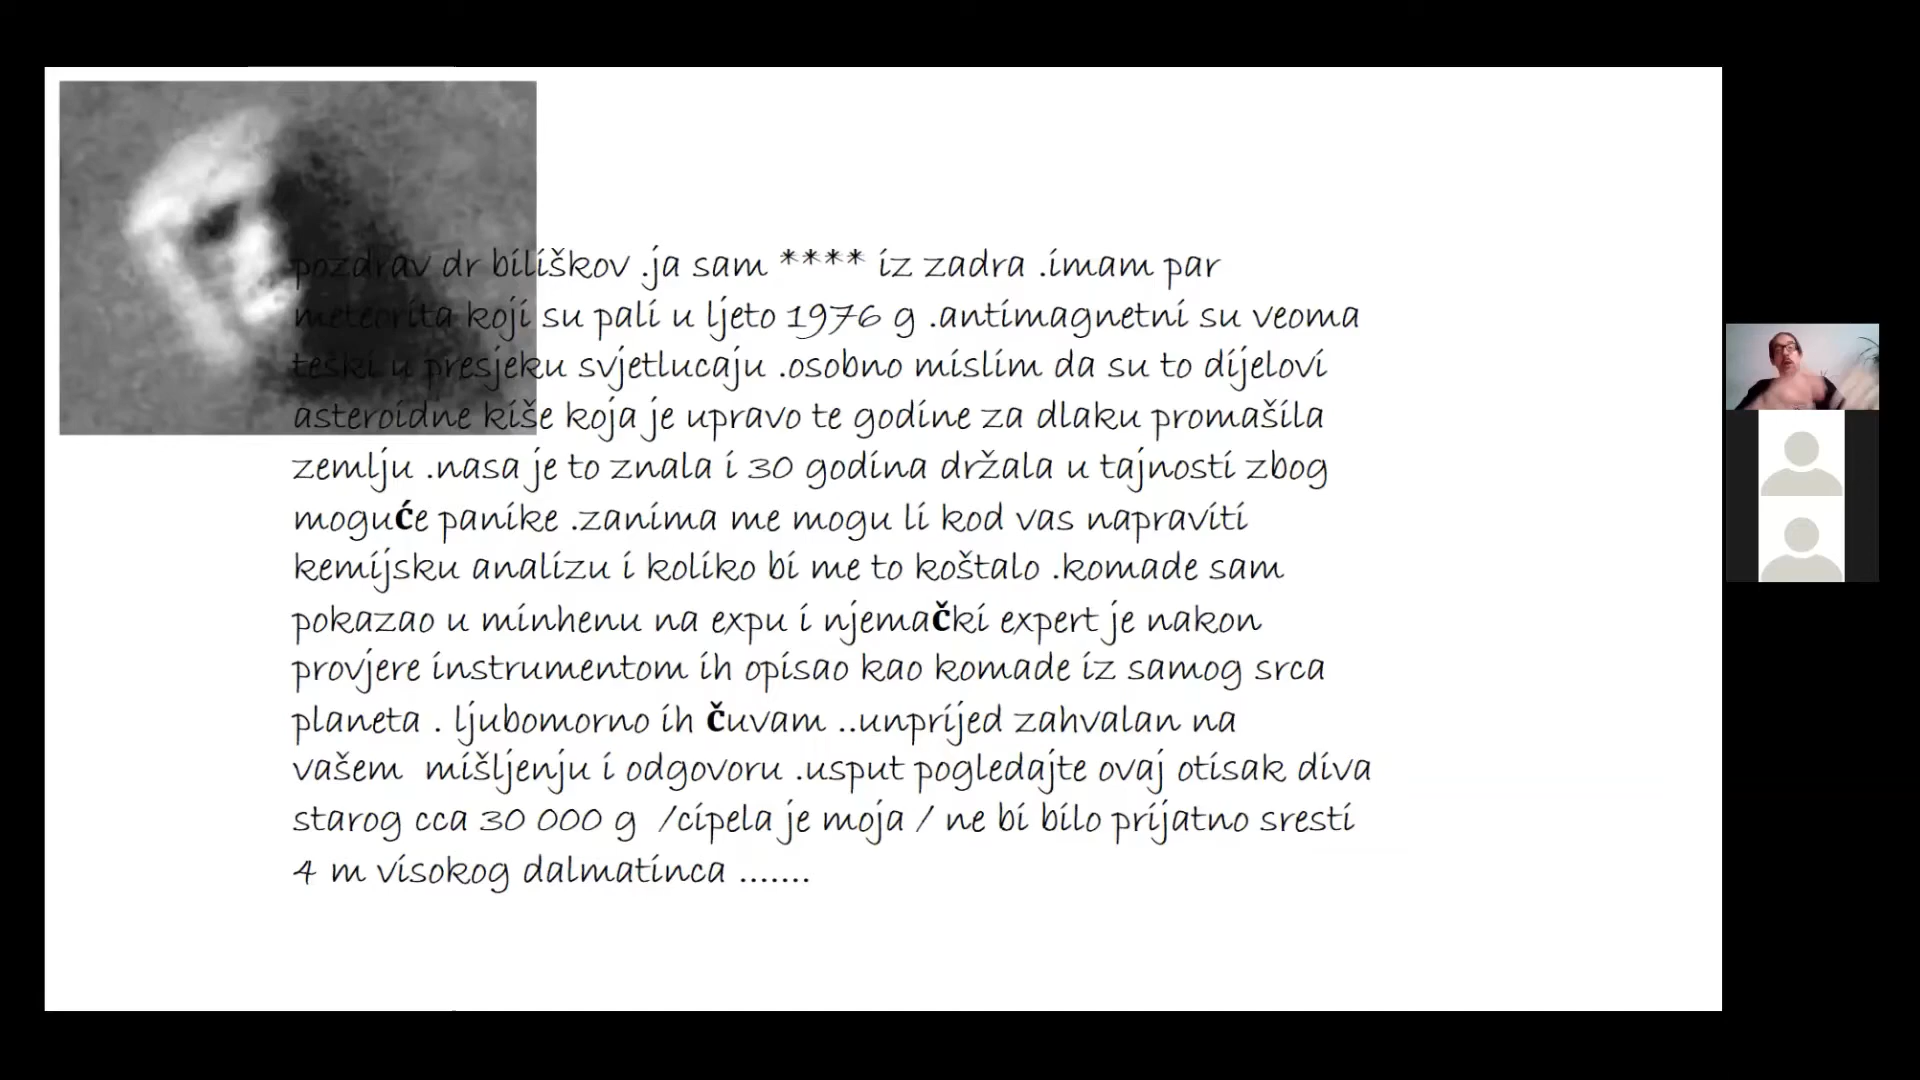 pozdrav dr biliškov .ja sam **** iz zadra .imam par
meteorita koji su pali u ljeto 1976 g .antimagnetni su veoma
teški u presjeku svjetlucaju .osobno mislim da su to dijelovi
asteroidne kiše koja je upravo te godine za dlaku promašila
zemlju .nasa je to znala i 30 godina držala u tajnosti zbog
moguće panike .zanima me mogu li kod vas napraviti
kemijsku analizu i koliko bi me to koštalo .komade sam
pokazao u minhenu na expu i njemački expert je nakon
provjere instrumentom ih opisao kao komade iz samog srca
planeta . ljubomorno ih čuvam ..unprijed zahvalan na
vašem  mišljenju i odgovoru .usput pogledajte ovaj otisak diva
starog cca 30 000 g  /cipela je moja / ne bi bilo prijatno sresti
4 m visokog dalmatinca .......